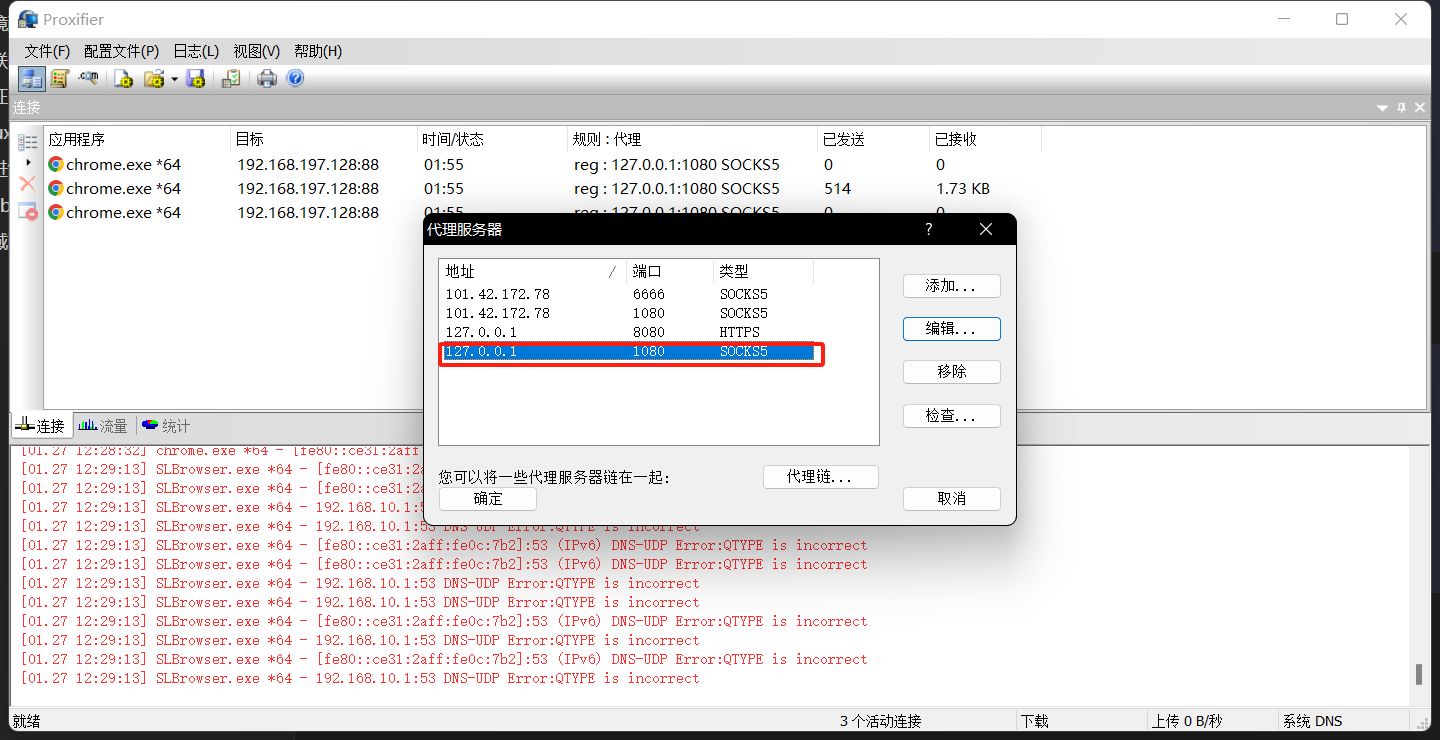 Proxifier
文件(F) 配置文件(P) 日志(L) 视图(V) 帮助(H)
连接
应用程序 目标 时间/状态 规则 : 代理 已发送 已接收
chrome.exe *64 192.168.197.128:88 01:55 reg : 127.0.0.1:1080 SOCKS5 0 0
chrome.exe *64 192.168.197.128:88 01:55 reg : 127.0.0.1:1080 SOCKS5 514 1.73 KB
chrome.exe *64 192.168.197.128:88 01:55 reg : 127.0.0.1:1080 SOCKS5 0
代理服务器 ?
地址 / 端口 类型
101.42.172.78 6666 SOCKS5
101.42.172.78 1080 SOCKS5
127.0.0.1 8080 HTTPS
127.0.0.1 1080 SOCKS5
添加...
编辑...
移除
检查...
您可以将一些代理服务器链在一起:
代理链...
确定
取消
连接 流量 统计
[01.27 12:28:32] chrome.exe *64 - [fe80::ce31:2aff
[01.27 12:29:13] SLBrowser.exe *64 - [fe80::ce31:2a
[01.27 12:29:13] SLBrowser.exe *64 - [fe80::ce31:2a
[01.27 12:29:13] SLBrowser.exe *64 - 192.168.10.1:5
[01.27 12:29:13] SLBrowser.exe *64 - 192.168.10.1:53 DNS-UDP Error:QTYPE is incorrect
[01.27 12:29:13] SLBrowser.exe *64 - [fe80::ce31:2aff:fe0c:7b2]:53 (IPv6) DNS-UDP Error:QTYPE is incorrect
[01.27 12:29:13] SLBrowser.exe *64 - [fe80::ce31:2aff:fe0c:7b2]:53 (IPv6) DNS-UDP Error:QTYPE is incorrect
[01.27 12:29:13] SLBrowser.exe *64 - 192.168.10.1:53 DNS-UDP Error:QTYPE is incorrect
[01.27 12:29:13] SLBrowser.exe *64 - 192.168.10.1:53 DNS-UDP Error:QTYPE is incorrect
[01.27 12:29:13] SLBrowser.exe *64 - [fe80::ce31:2aff:fe0c:7b2]:53 (IPv6) DNS-UDP Error:QTYPE is incorrect
[01.27 12:29:13] SLBrowser.exe *64 - 192.168.10.1:53 DNS-UDP Error:QTYPE is incorrect
[01.27 12:29:13] SLBrowser.exe *64 - [fe80::ce31:2aff:fe0c:7b2]:53 (IPv6) DNS-UDP Error:QTYPE is incorrect
[01.27 12:29:13] SLBrowser.exe *64 - 192.168.10.1:53 DNS-UDP Error:QTYPE is incorrect
就绪 3 个活动连接 下载 上传 0 B/秒 系统 DNS